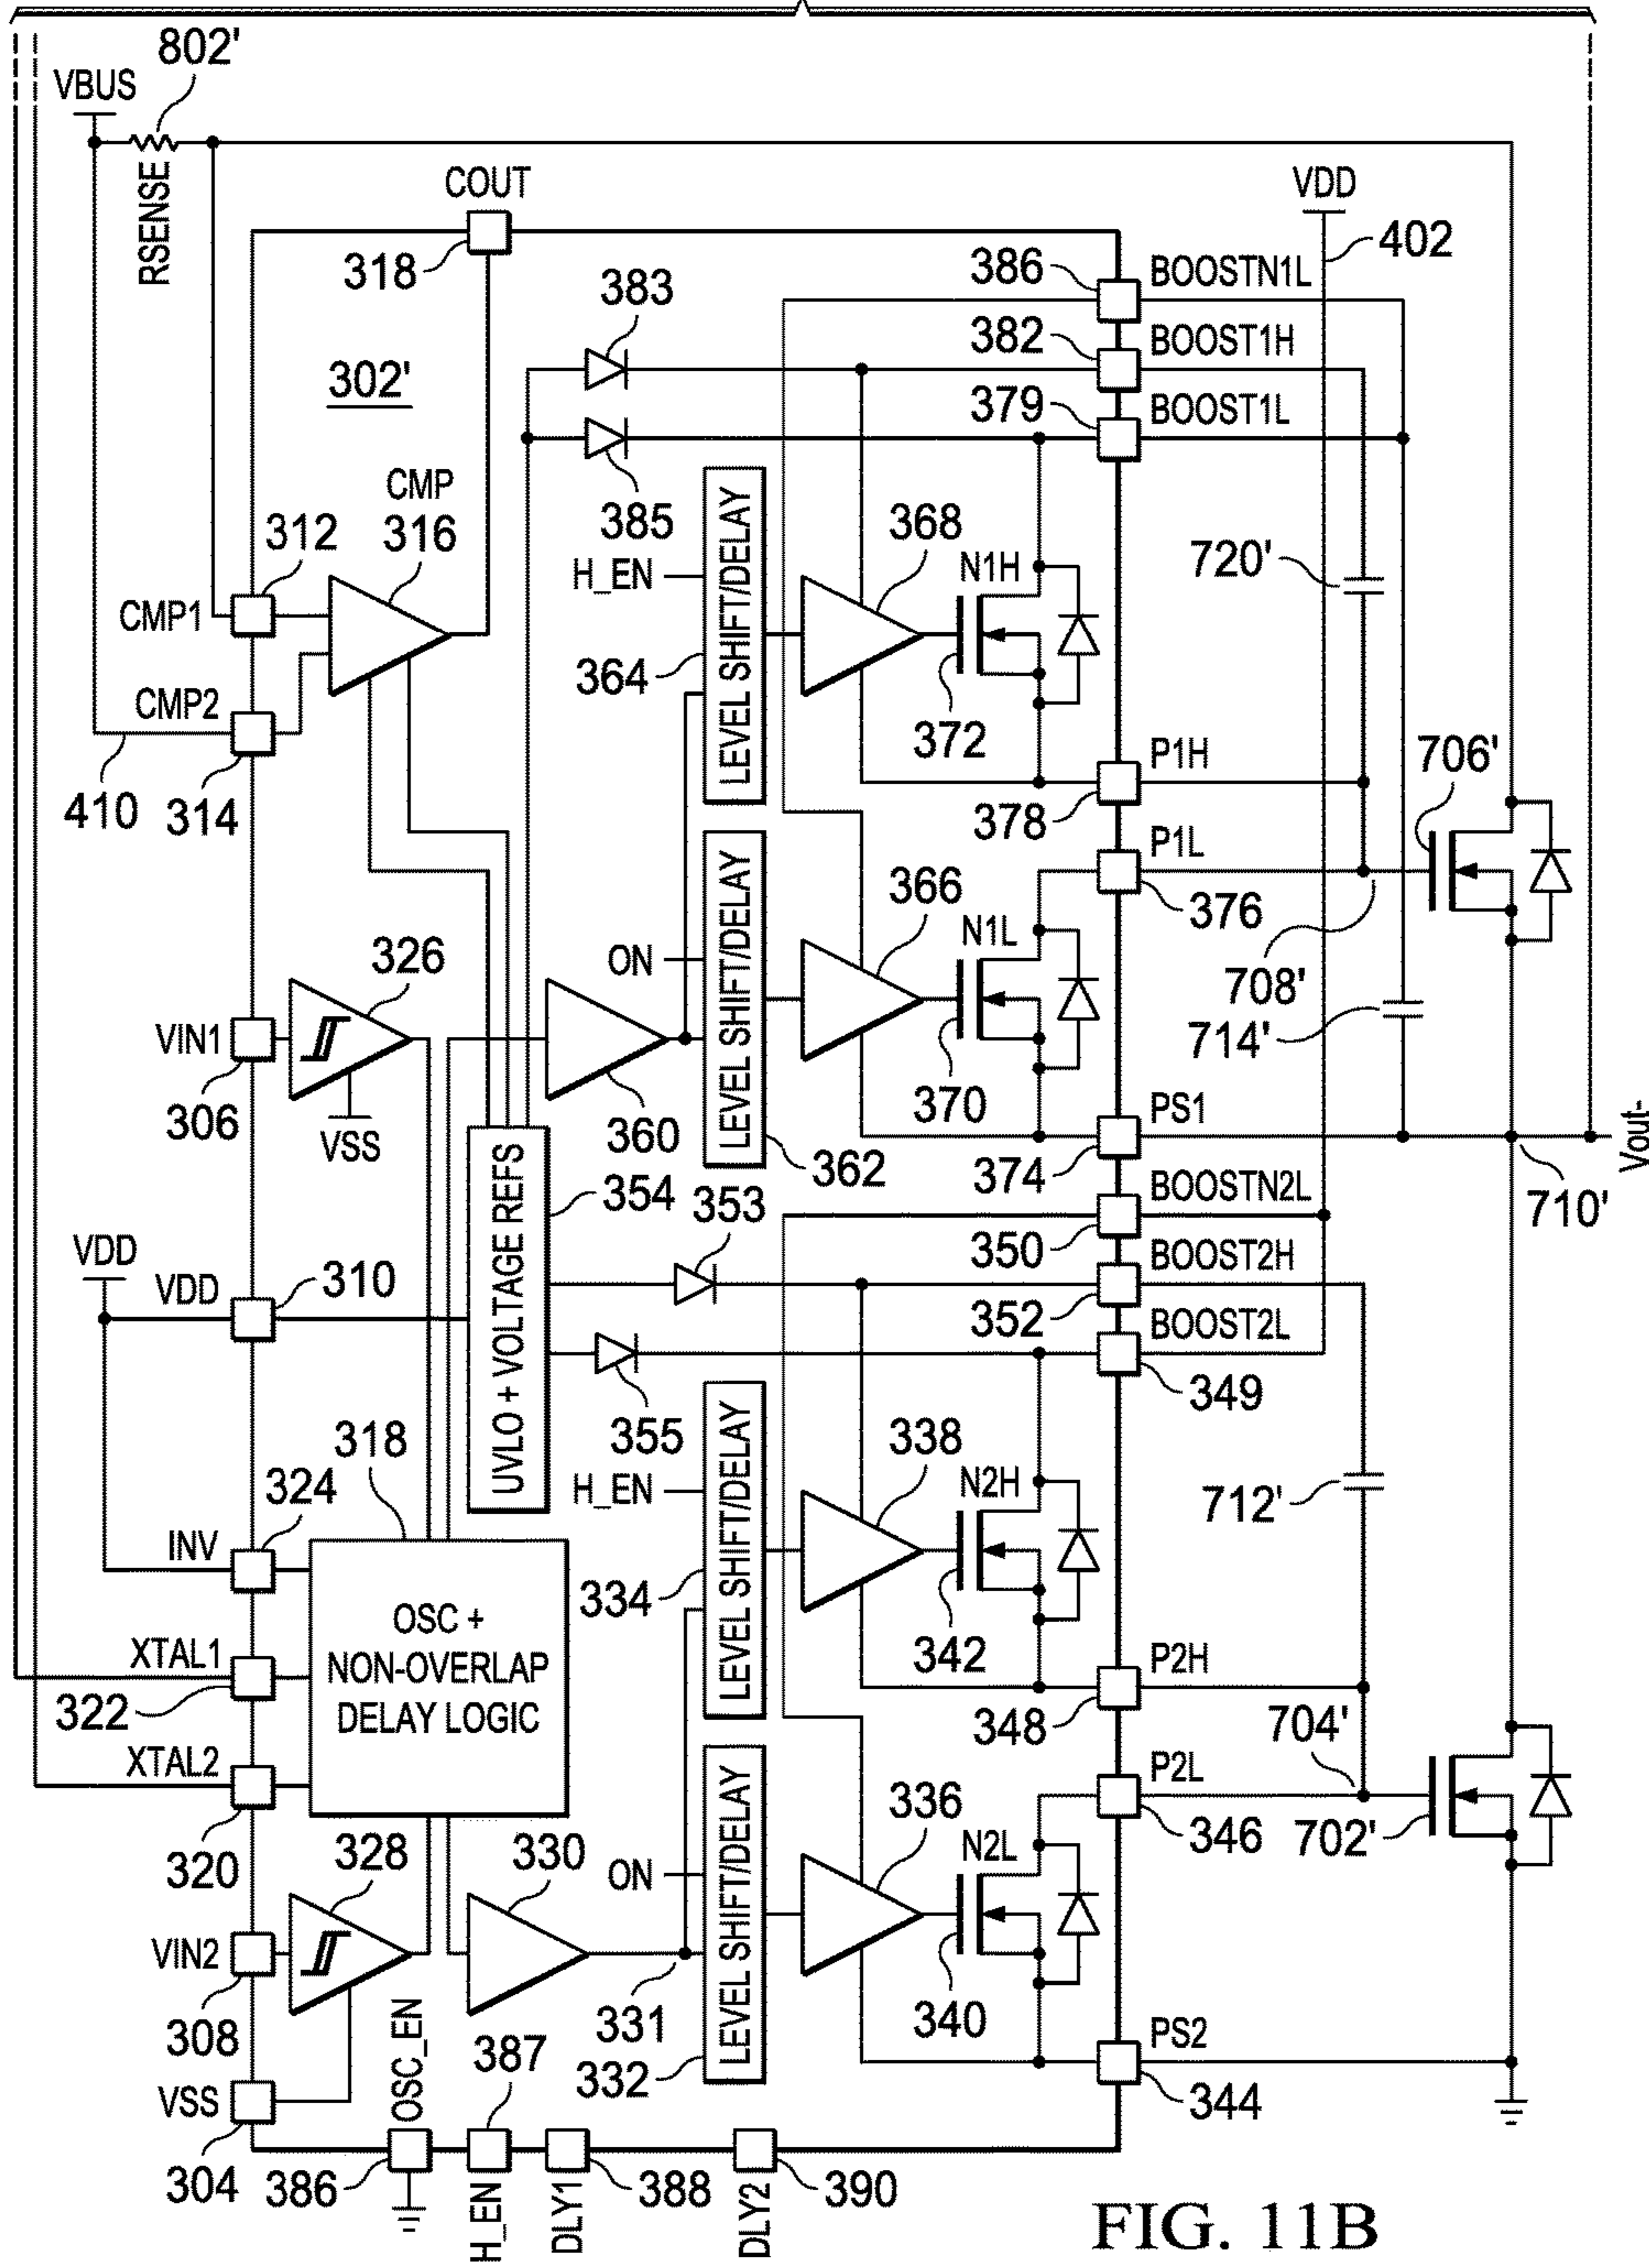 802'
VBUS
RSENSE
COUT
318
VDD
402
386
BOOSTN1L
383
382
BOOST1H
302'
379
BOOST1L
385
CMP
316
312
CMP1
CMP2
410
314
H_EN
LEVEL SHIFT/DELAY
364
368
N1H
372
720'
P1H
378
706'
P1L
376
708'
714'
ON
LEVEL SHIFT/DELAY
362
366
N1L
370
326
VIN1
306
VSS
360
PS1
374
Vout-
710'
UVLO + VOLTAGE REFS
354
353
BOOSTN2L
350
BOOST2H
352
BOOST2L
349
355
VDD
VDD
310
318
324
INV
XTAL1
322
XTAL2
320
OSC +
NON-OVERLAP
DELAY LOGIC
H_EN
LEVEL SHIFT/DELAY
334
338
N2H
342
712'
P2H
348
704'
P2L
346
702'
328
330
VIN2
308
331
ON
LEVEL SHIFT/DELAY
332
336
N2L
340
PS2
344
VSS
304
OSC_EN
386
387
H_EN
DLY1
388
DLY2
390
FIG. 11B